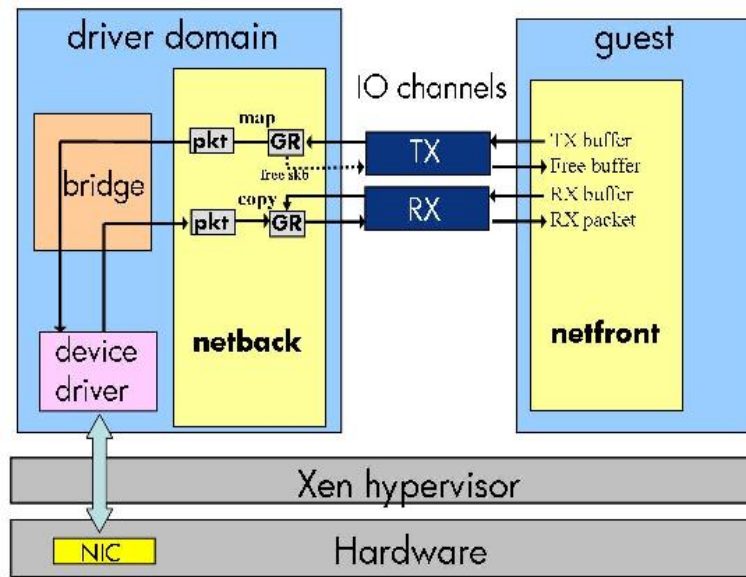 driver domain
guest
IO channels
map
pkt
GR
TX
TX buffer
Free buffer
free skb
bridge
copy
pkt
GR
RX
RX buffer
RX packet
netback
netfront
device
driver
Xen hypervisor
NIC
Hardware